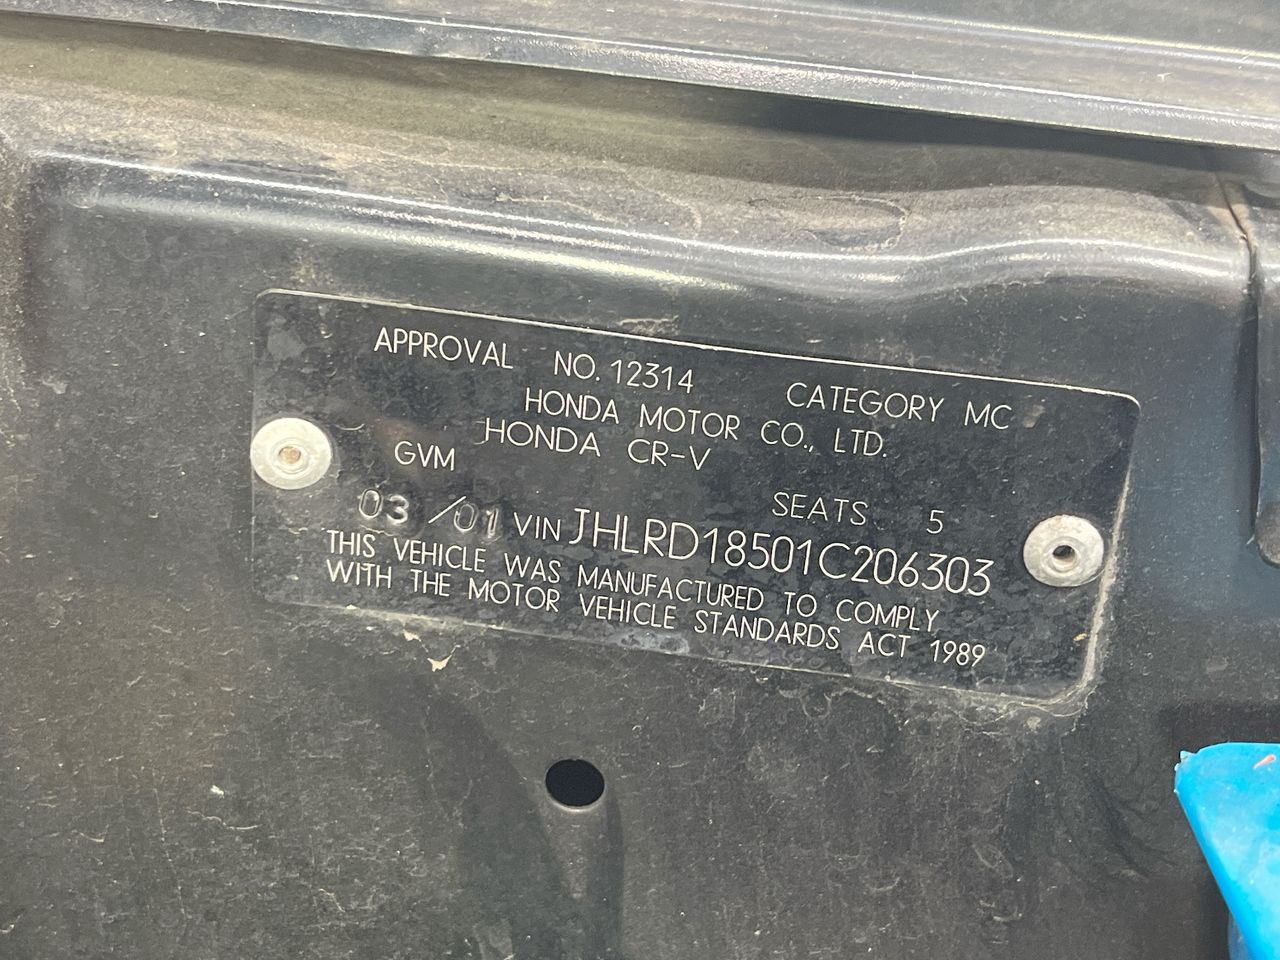 APPROVAL NO. 12314 CATEGORY MC
HONDA MOTOR CO., LTD.
HONDA CR-V
GVM SEATS 5
03 /01 VIN JHLRD18501C206303
THIS VEHICLE WAS MANUFACTURED TO COMPLY
WITH THE MOTOR VEHICLE STANDARDS ACT 1989